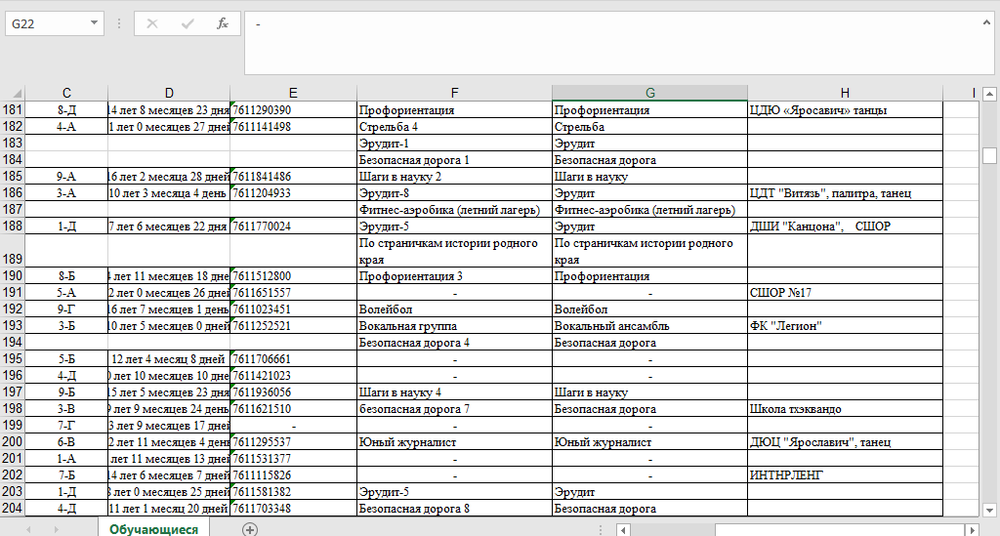 G22 fx -
C D E F G H I
181 8-Д 14 лет 8 месяцев 23 дня 7611290390 Профориентация Профориентация ЦДЮ «Яросавич» танцы
182 4-А 1 лет 0 месяцев 27 дней 7611141498 Стрельба 4 Стрельба
183 Эрудит-1 Эрудит
184 Безопасная дорога 1 Безопасная дорога
185 9-А 16 лет 2 месяца 28 дней 7611841486 Шаги в науку 2 Шаги в науку
186 3-А 10 лет 3 месяца 4 день 7611204933 Эрудит-8 Эрудит ЦДТ "Витязь", палитра, танец
187 Фитнес-аэробика (летний лагерь) Фитнес-аэробика (летний лагерь)
188 1-Д 7 лет 6 месяцев 22 дня 7611770024 Эрудит-5 Эрудит ДШИ "Канцона", СШОР
По страничкам истории родного По страничкам истории родного
189 края края
190 8-Б лет 11 месяцев 18 дне 7611512800 Профориентация 3 Профориентация
191 5-А 2 лет 0 месяцев 26 дней 7611651557 - - СШОР №17
192 9-Г 16 лет 7 месяцев 1 день 7611023451 Волейбол Волейбол
193 3-Б 10 лет 5 месяцев 0 дней 7611252521 Вокальная группа Вокальный ансамбль ФК "Легион"
194 Безопасная дорога 4 Безопасная дорога
195 5-Б 12 лет 4 месяц 8 дней 7611706661 - -
196 4-Д лет 10 месяцев 10 дне 7611421023 - -
197 9-Б 15 лет 5 месяцев 23 дня 7611936056 Шаги в науку 4 Шаги в науку
198 3-В 9 лет 9 месяцев 24 день 7611621510 безопасная дорога 7 Безопасная дорога Школа тхэквандо
199 7-Г 3 лет 9 месяцев 17 дней - - -
200 6-В 2 лет 11 месяцев 4 день 7611295537 Юный журналист Юный журналист ДЮЦ "Ярославич", танец
201 1-А лет 11 месяцев 13 дней 7611531377 - -
202 7-Б 14 лет 6 месяцев 7 дней 7611115826 - - ИНТНРЛЕНГ
203 1-Д 8 лет 0 месяцев 25 дней 7611581382 Эрудит-5 Эрудит
204 4-Д 11 лет 1 месяц 20 дней 7611703348 Безопасная дорога 8 Безопасная дорога
Обучающиеся